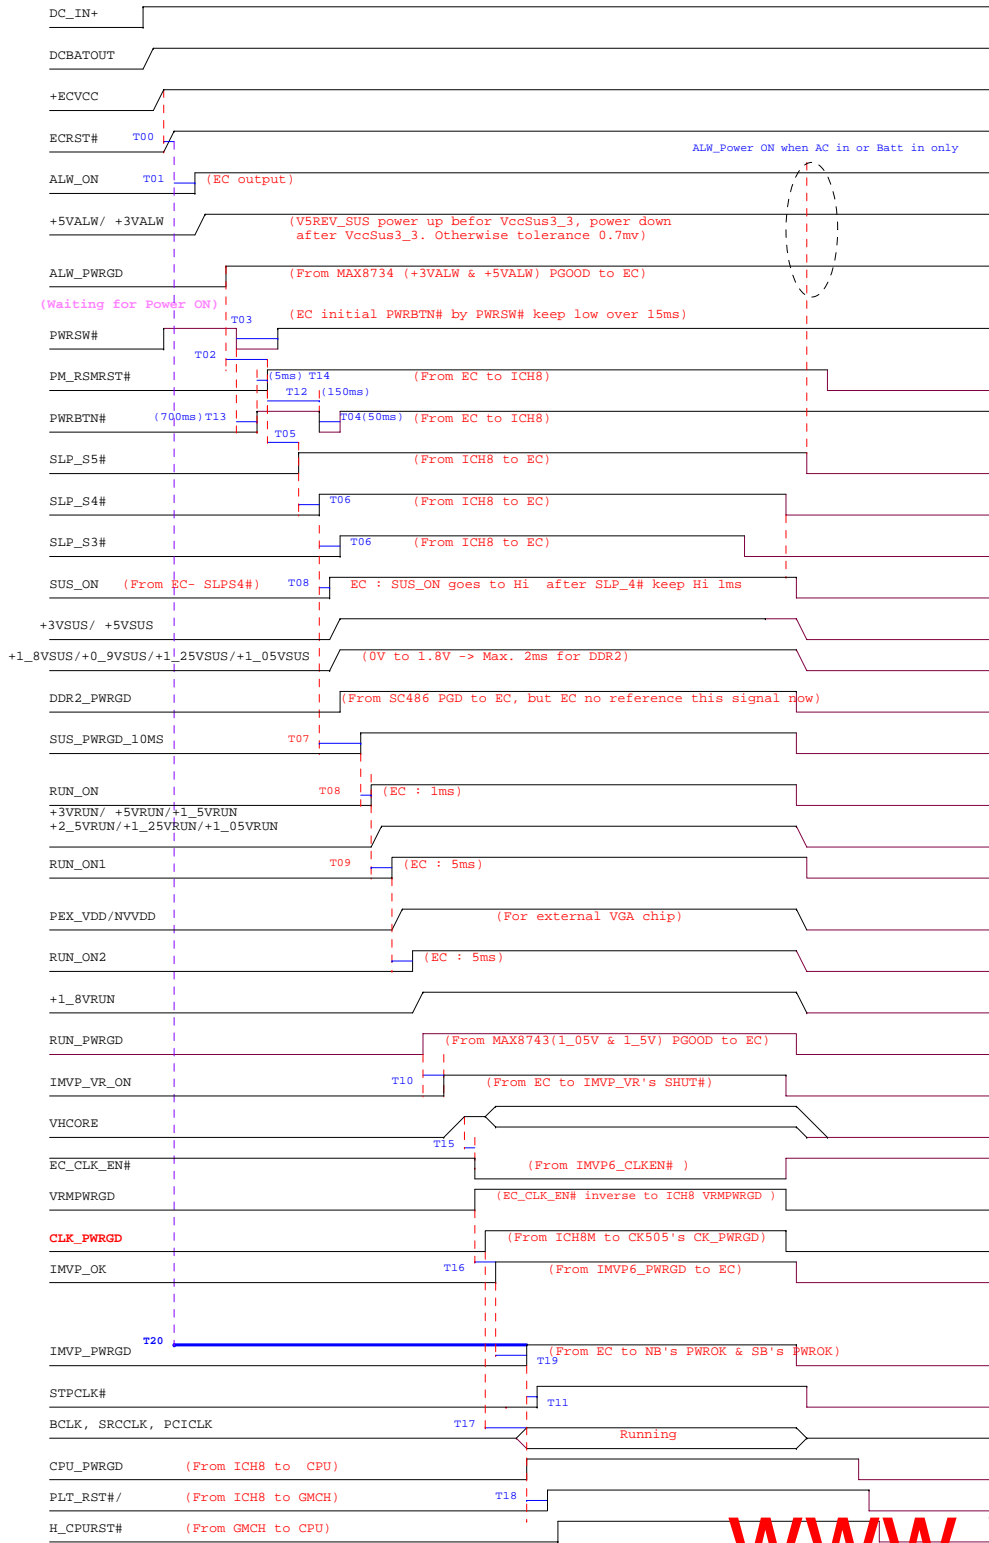 DC_IN+
DCBATOUT
+ECVCC
ECRST# T00
ALW_Power ON when AC in or Batt in only
ALW_ON T01 (EC output)
+5VALW/ +3VALW (V5REV_SUS power up befor VccSus3_3, power down
after VccSus3_3. Otherwise tolerance 0.7mv)
ALW_PWRGD (From MAX8734 (+3VALW & +5VALW) PGOOD to EC)
(Waiting for Power ON)
T03 (EC initial PWRBTN# by PWRSW# keep low over 15ms)
PWRSW#
T02
PM_RSMRST# (5ms) T14 (From EC to ICH8)
T12 (150ms)
PWRBTN# (700ms) T13 T04(50ms) (From EC to ICH8)
T05
SLP_S5# (From ICH8 to EC)
SLP_S4# T06 (From ICH8 to EC)
SLP_S3# T06 (From ICH8 to EC)
SUS_ON (From EC- SLPS4#) T08 EC : SUS_ON goes to Hi after SLP_4# keep Hi 1ms
+3VSUS/ +5VSUS
+1_8VSUS/+0_9VSUS/+1_25VSUS/+1_05VSUS (0V to 1.8V -> Max. 2ms for DDR2)
DDR2_PWRGD (From SC486 PGD to EC, but EC no reference this signal now)
SUS_PWRGD_10MS T07
RUN_ON T08 (EC : 1ms)
+3VRUN/ +5VRUN/+1_5VRUN
+2_5VRUN/+1_25VRUN/+1_05VRUN
RUN_ON1 T09 (EC : 5ms)
PEX_VDD/NVVDD (For external VGA chip)
RUN_ON2 (EC : 5ms)
+1_8VRUN
RUN_PWRGD (From MAX8743(1_05V & 1_5V) PGOOD to EC)
IMVP_VR_ON T10 (From EC to IMVP_VR's SHUT#)
VHCORE
T15
EC_CLK_EN# (From IMVP6_CLKEN# )
VRMPWRGD (EC_CLK_EN# inverse to ICH8 VRMPWRGD )
CLK_PWRGD (From ICH8M to CK505's CK_PWRGD)
IMVP_OK T16 (From IMVP6_PWRGD to EC)
T20
IMVP_PWRGD (From EC to NB's PWROK & SB's PWROK)
T19
STPCLK# T11
BCLK, SRCCLK, PCICLK T17 Running
CPU_PWRGD (From ICH8 to CPU)
PLT_RST#/ (From ICH8 to GMCH) T18
H_CPURST# (From GMCH to CPU)